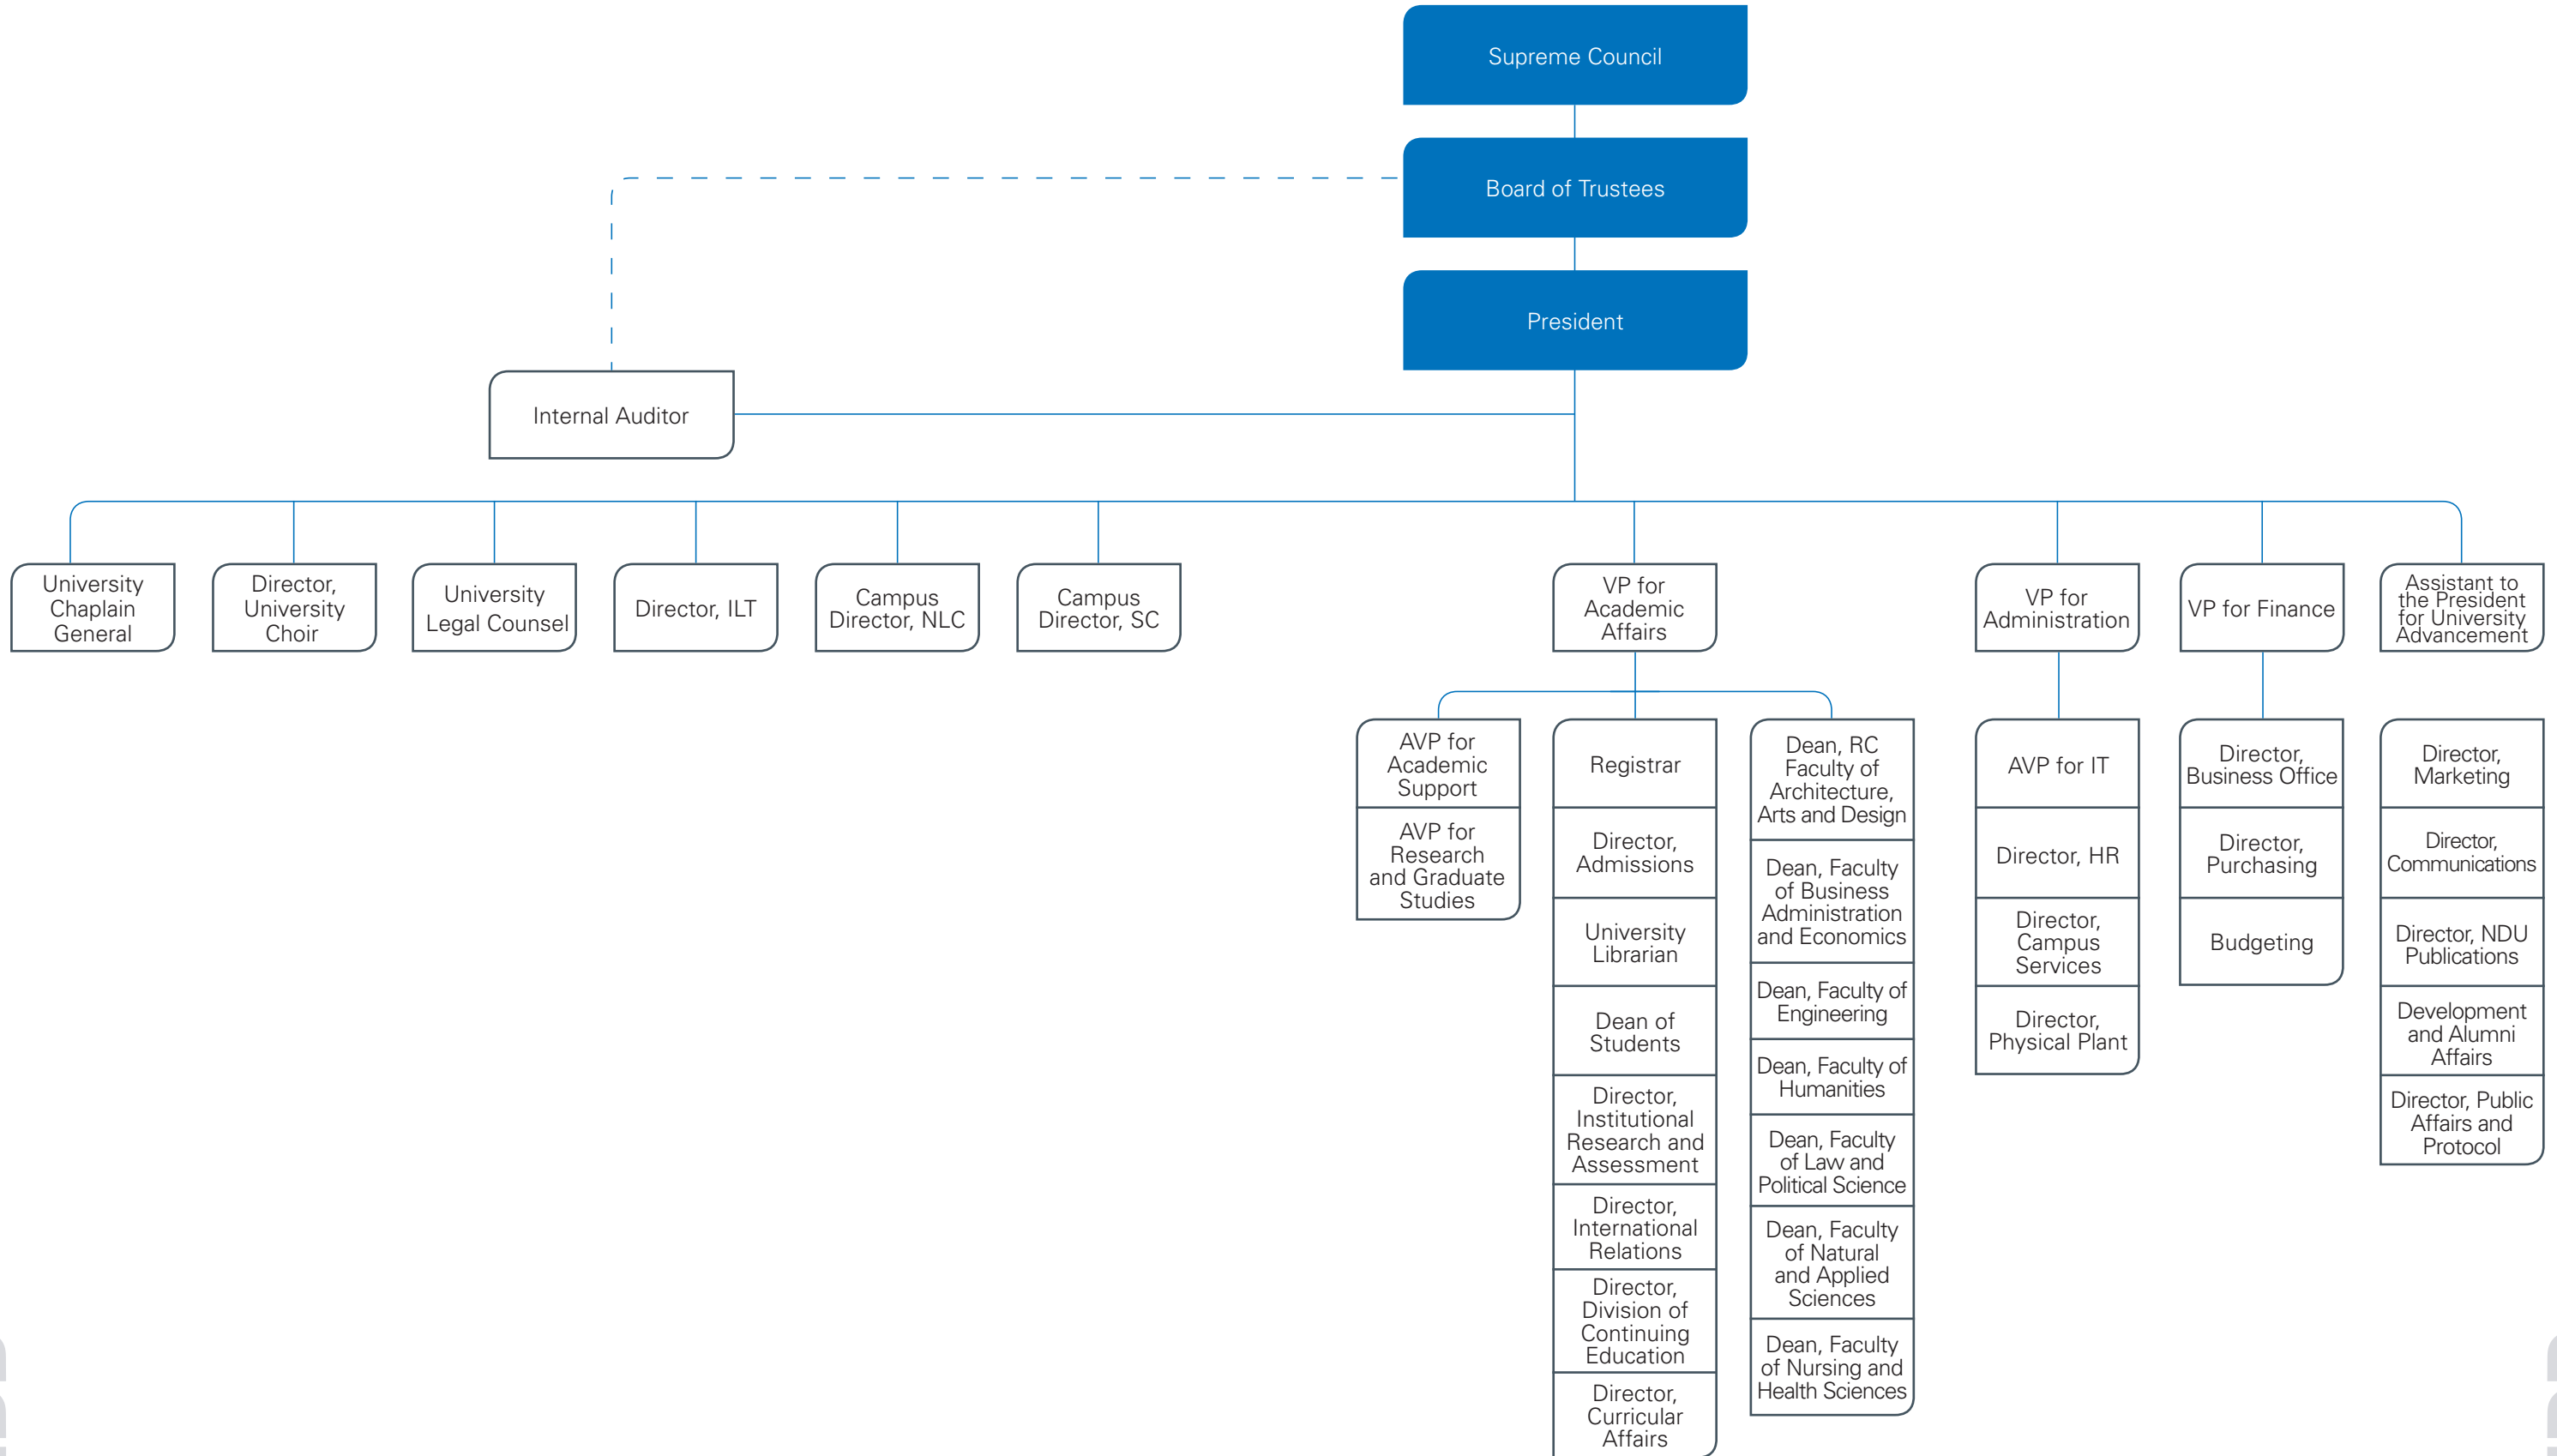 Supreme Council
Board of Trustees
President
Internal Auditor
University
Chaplain
General
Director,
University
Choir
University
Legal Counsel
Director, ILT
Campus
Director, NLC
Campus
Director, SC
VP for
Academic
Affairs
VP for
Administration
VP for Finance
Assistant to
the President
for University
Advancement
AVP for
Academic
Support
AVP for
Research
and Graduate
Studies
Registrar
Director,
Admissions
University
Librarian
Dean of
Students
Director,
Institutional
Research and
Assessment
Director,
International
Relations
Director,
Division of
Continuing
Education
Director,
Curricular
Affairs
Dean, RC
Faculty of
Architecture,
Arts and Design
Dean, Faculty
of Business
Administration
and Economics
Dean, Faculty of
Engineering
Dean, Faculty of
Humanities
Dean, Faculty
of Law and
Political Science
Dean, Faculty
of Natural
and Applied
Sciences
Dean, Faculty
of Nursing and
Health Sciences
AVP for IT
Director, HR
Director,
Campus
Services
Director,
Physical Plant
Director,
Business Office
Director,
Purchasing
Budgeting
Director,
Marketing
Director,
Communications
Director, NDU
Publications
Development
and Alumni
Affairs
Director, Public
Affairs and
Protocol